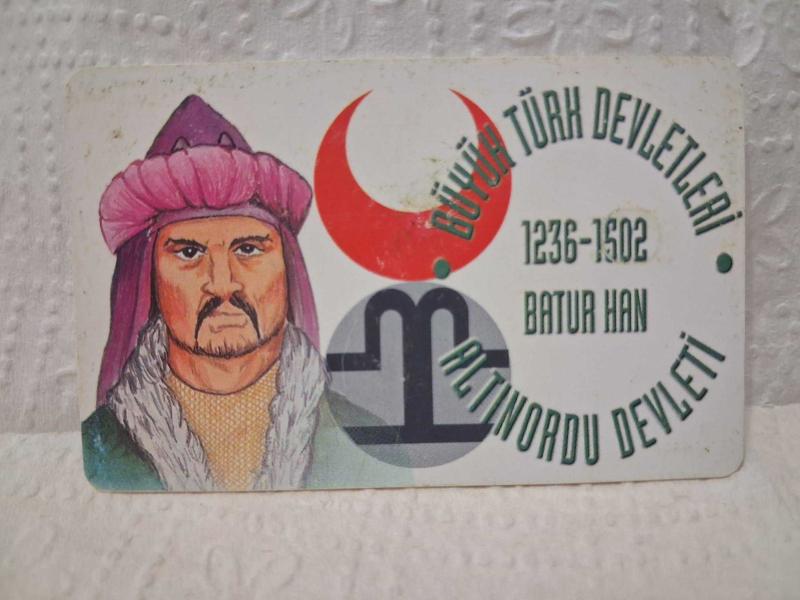 BÜYÜK TÜRK DEVLETLERİ
1236-1502
BATUR HAN
ALTINORDU DEVLETİ